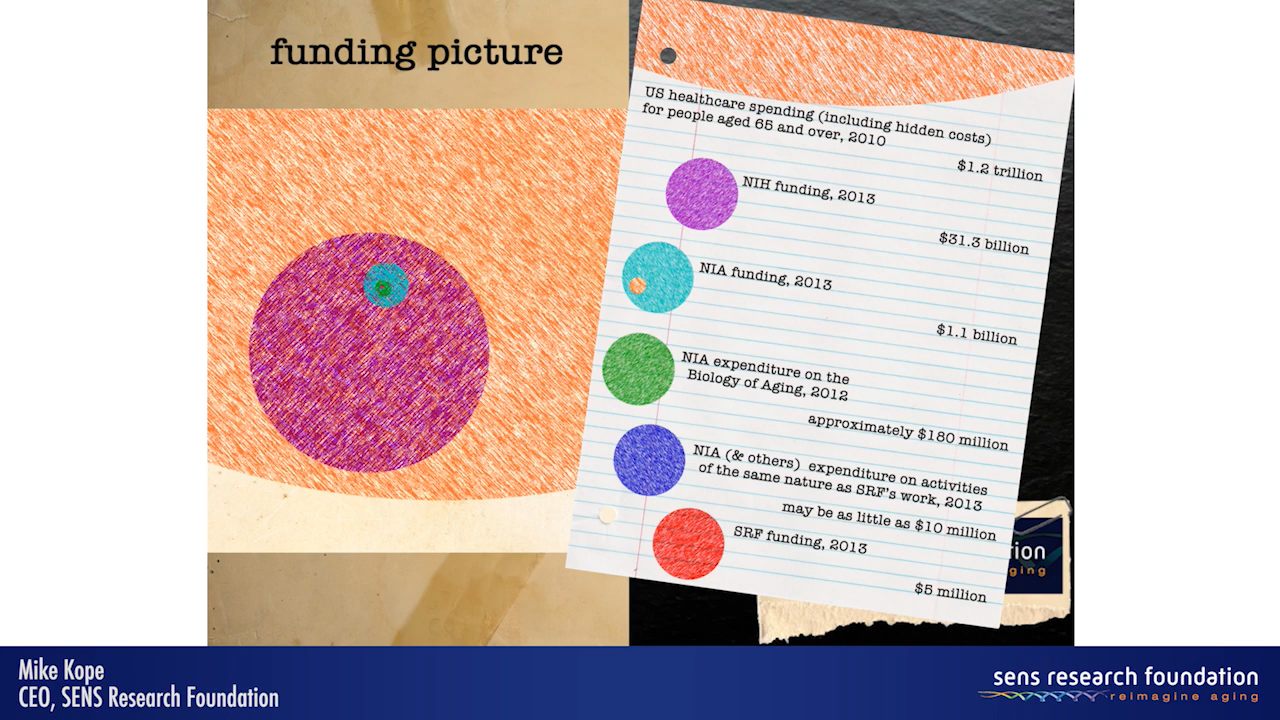 funding picture
US healthcare spending (including hidden costs)
for people aged 65 and over, 2010
$1.2 trillion
NIH funding, 2013
$31.3 billion
NIA funding, 2013
$1.1 billion
NIA expenditure on the
Biology of Aging, 2012
approximately $180 million
NIA (& others) expenditure on activities
of the same nature as SRF's work, 2013
may be as little as $10 million
SRF funding, 2013
$5 million
Mike Kope
CEO, SENS Research Foundation
sens research foundation
reimagine aging